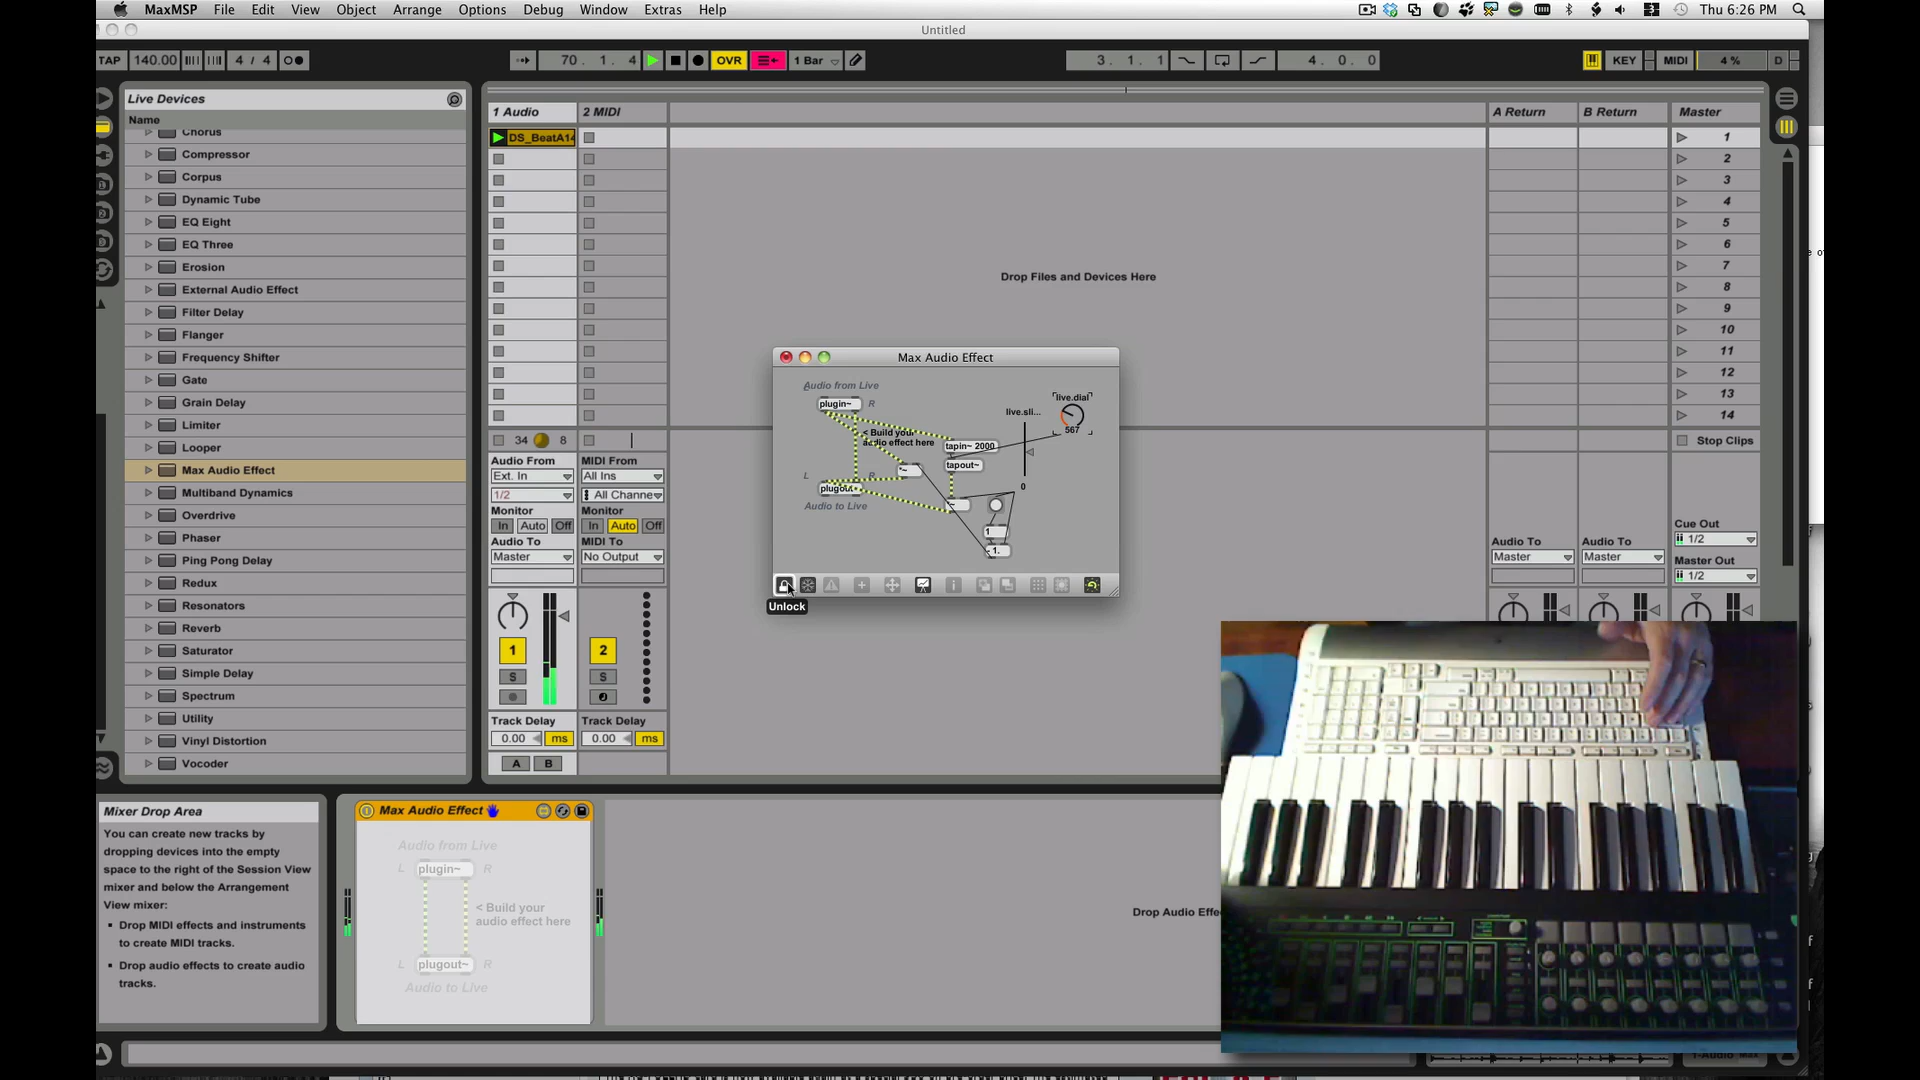 MaxMSP File Edit View Object Arrange Options Debug Window Extras Help
Thu 6:26 PM
Untitled
TAP 140.00 4 / 4
70. 1. 4 OVR 1 Bar
3. 1. 1 4. 0. 0
KEY MIDI 4 % D
Live Devices
Name
Chorus
Compressor
Corpus
Dynamic Tube
EQ Eight
EQ Three
Erosion
External Audio Effect
Filter Delay
Flanger
Frequency Shifter
Gate
Grain Delay
Limiter
Looper
Max Audio Effect
Multiband Dynamics
Overdrive
Phaser
Ping Pong Delay
Redux
Resonators
Reverb
Saturator
Simple Delay
Spectrum
Utility
Vinyl Distortion
Vocoder
1 Audio 2 MIDI A Return B Return Master
DS_BeatA14
1
2
3
4
5
6
7
8
9
10
11
12
13
14
Drop Files and Devices Here
34 8
Stop Clips
Audio From MIDI From
Ext. In All Ins
1/2 All Channe
Monitor Monitor
In Auto Off In Auto Off
Audio To MIDI To
Master No Output
1 2
S S
Track Delay Track Delay
0.00 ms 0.00 ms
A B
Audio To Audio To
Master Master
Cue Out
1/2
Master Out
1/2
Max Audio Effect
Audio from Live
plugin~ R
< Build your
audio effect here
L R
plugout~
Audio to Live
tapin~ 2000
tapout~
live.sli...
0
live.dial
567
1
- 1.
Unlock
Mixer Drop Area
You can create new tracks by
dropping devices into the empty
space to the right of the Session View
mixer and below the Arrangement
View mixer:
Drop MIDI effects and instruments
to create MIDI tracks.
Drop audio effects to create audio
tracks.
Max Audio Effect
Audio from Live
L plugin~ R
< Build your
audio effect here
L plugout~ R
Audio to Live
Drop Audio Effe
1-Audio